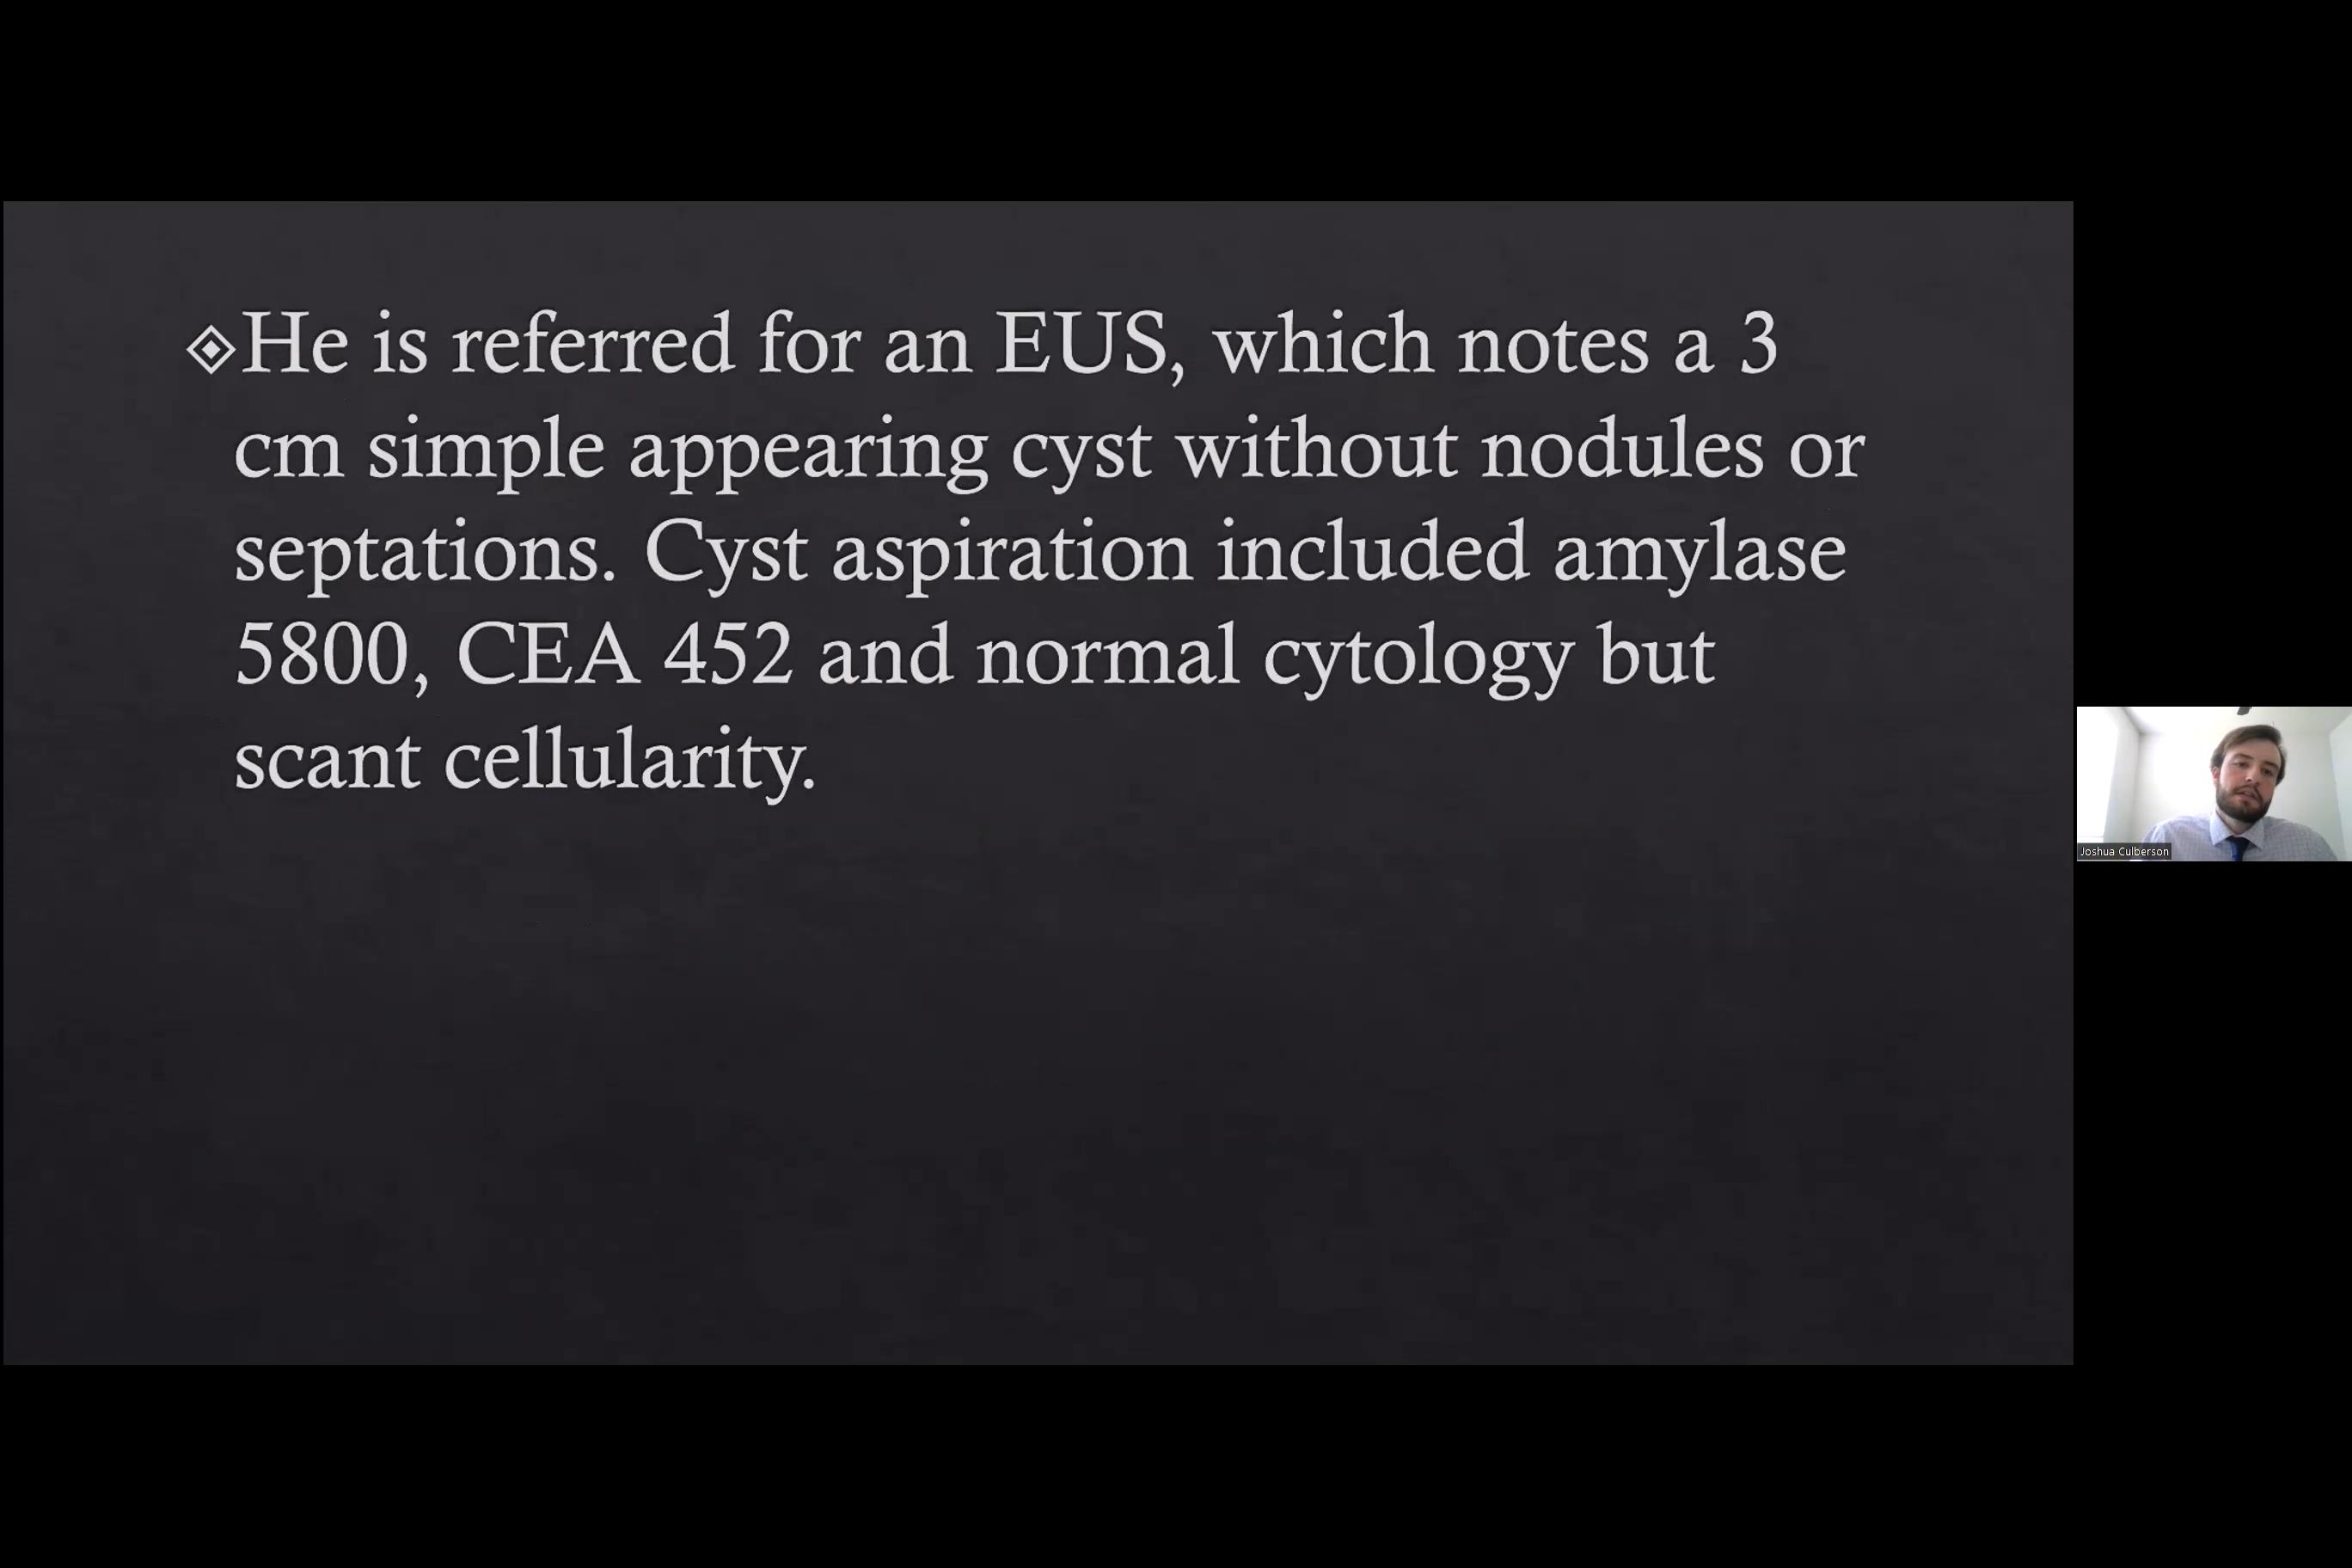 He is referred for an EUS, which notes a 3
cm simple appearing cyst without nodules or
septations. Cyst aspiration included amylase
5800, CEA 452 and normal cytology but
scant cellularity.
Joshua Culberson